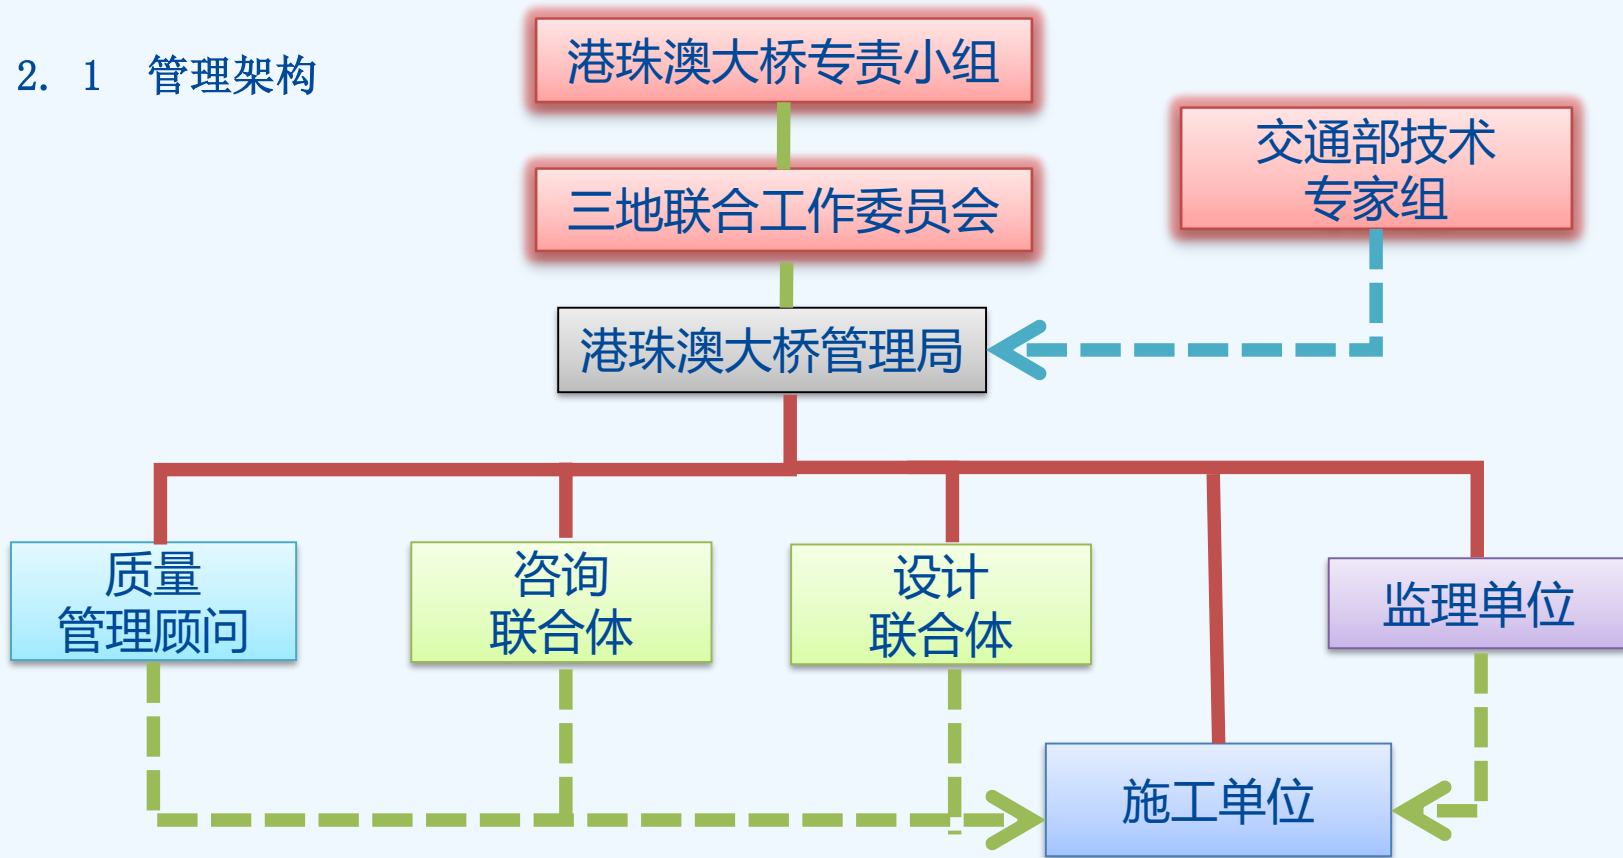 2. 1 管理架构
港珠澳大桥专责小组
三地联合工作委员会
交通部技术
专家组
港珠澳大桥管理局
质量
管理顾问
咨询
联合体
设计
联合体
监理单位
施工单位